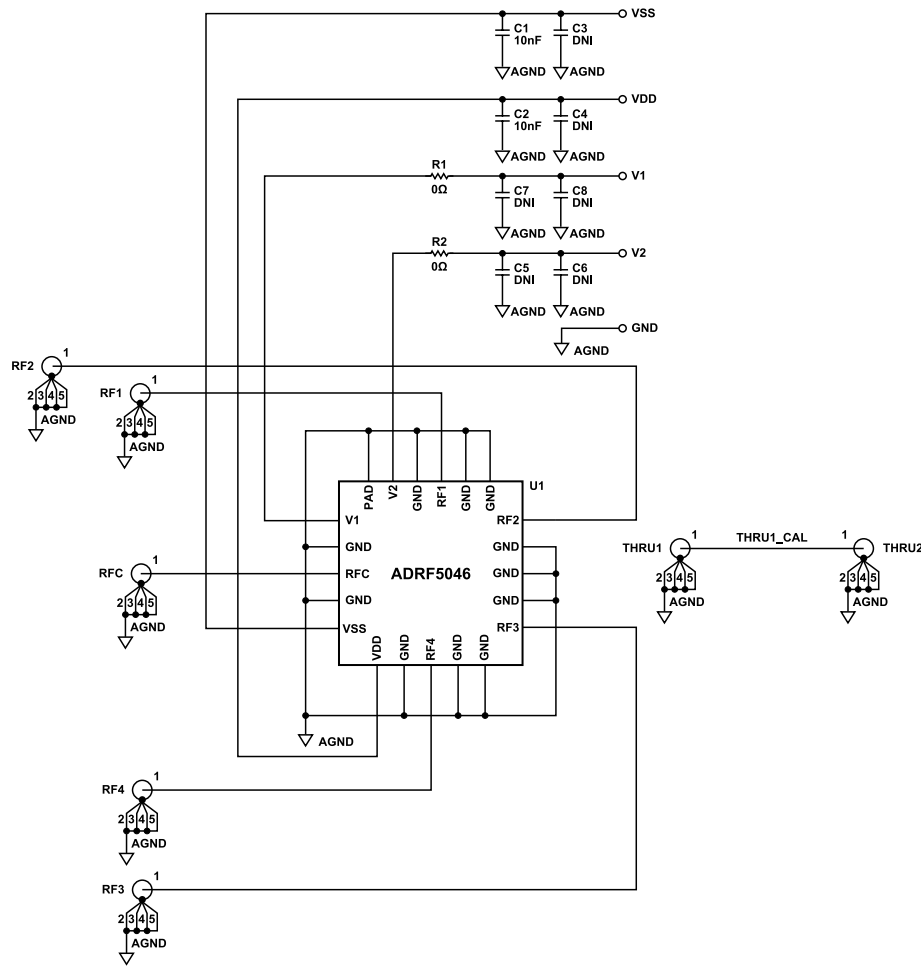 VSS
C1
10nF
C3
DNI
AGND
AGND
VDD
C2
10nF
C4
DNI
AGND
AGND
R1
0Ω
V1
C7
DNI
C8
DNI
AGND
AGND
R2
0Ω
V2
C5
DNI
C6
DNI
AGND
AGND
GND
AGND
RF2
1
2 3 4 5
AGND
RF1
1
2 3 4 5
AGND
U1
PAD
V2
GND
RF1
GND
GND
V1
GND
RFC
GND
VSS
ADRF5046
RF2
GND
GND
GND
RF3
VDD
GND
RF4
GND
GND
AGND
RFC
1
2 3 4 5
AGND
THRU1
1
THRU1_CAL
1
THRU2
2 3 4 5
AGND
2 3 4 5
AGND
RF4
1
2 3 4 5
AGND
RF3
1
2 3 4 5
AGND